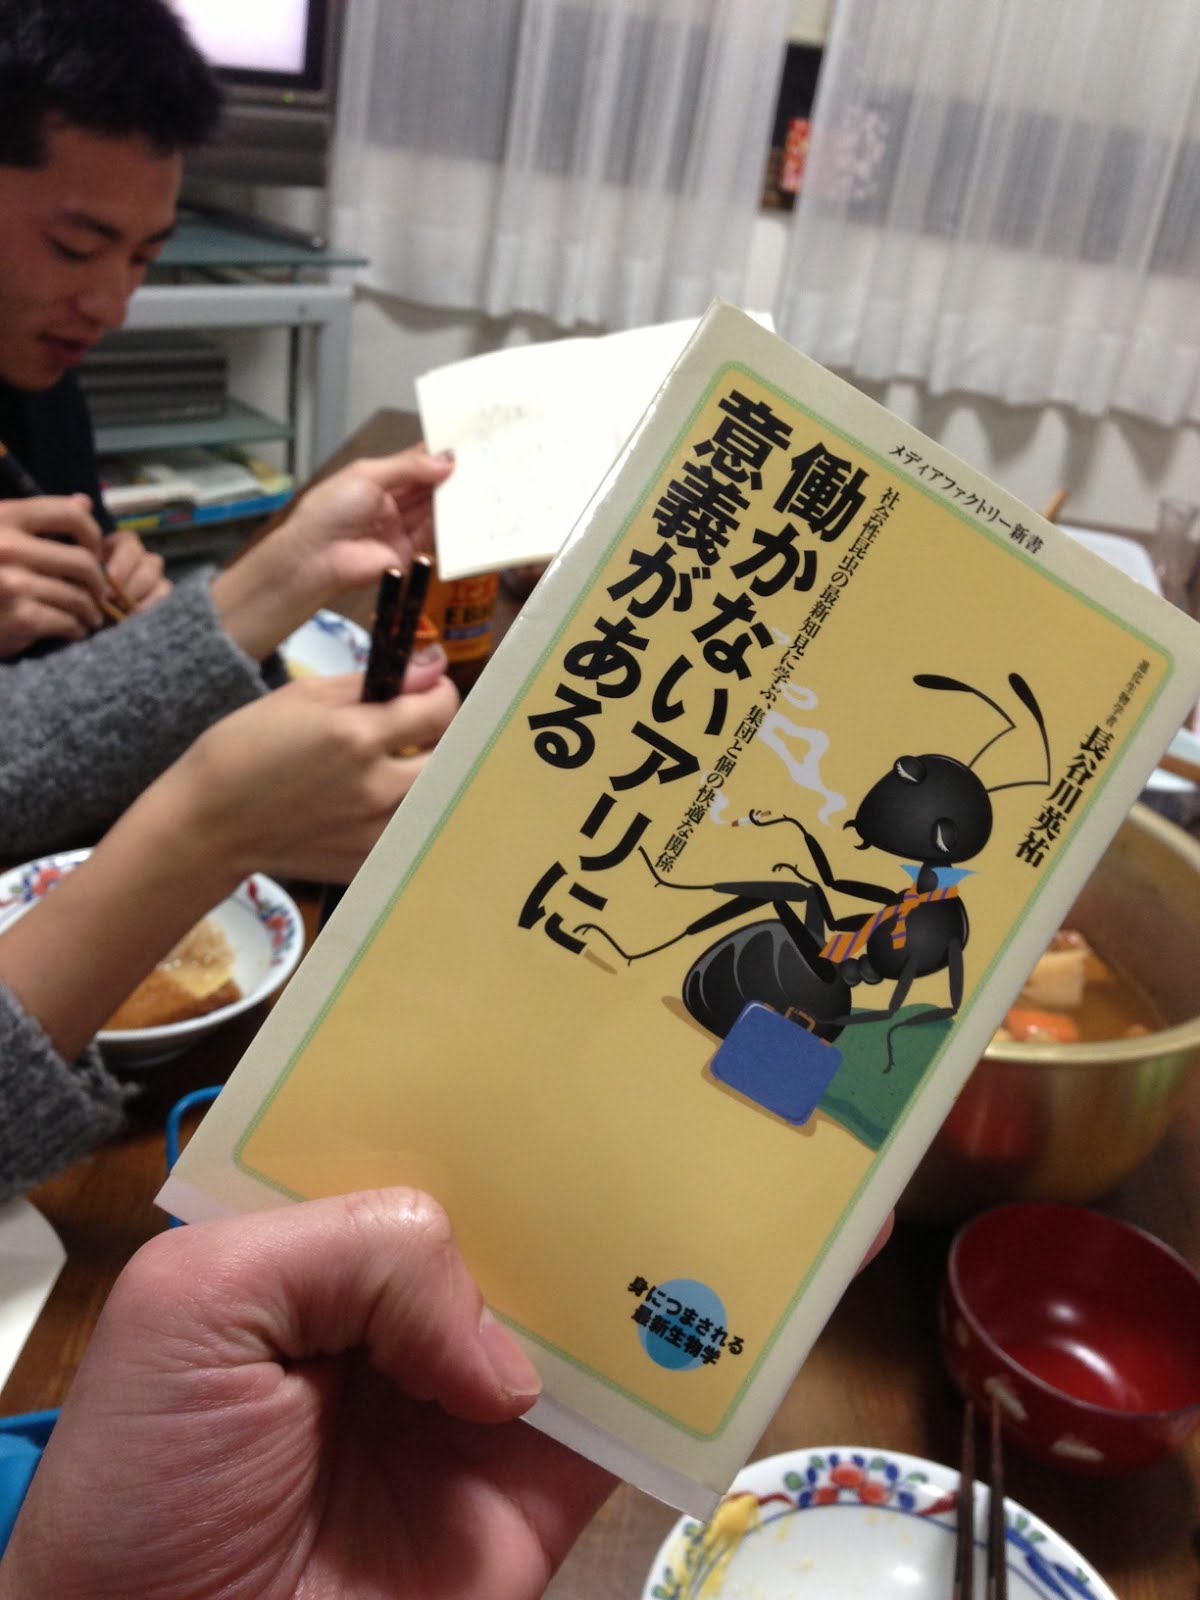 メディアファクトリー新書
働かないアリに
意義がある
社会性昆虫の最新知見に学ぶ、集団と個の快適な関係
進化生物学者 長谷川英祐
身につまされる
最新生物学